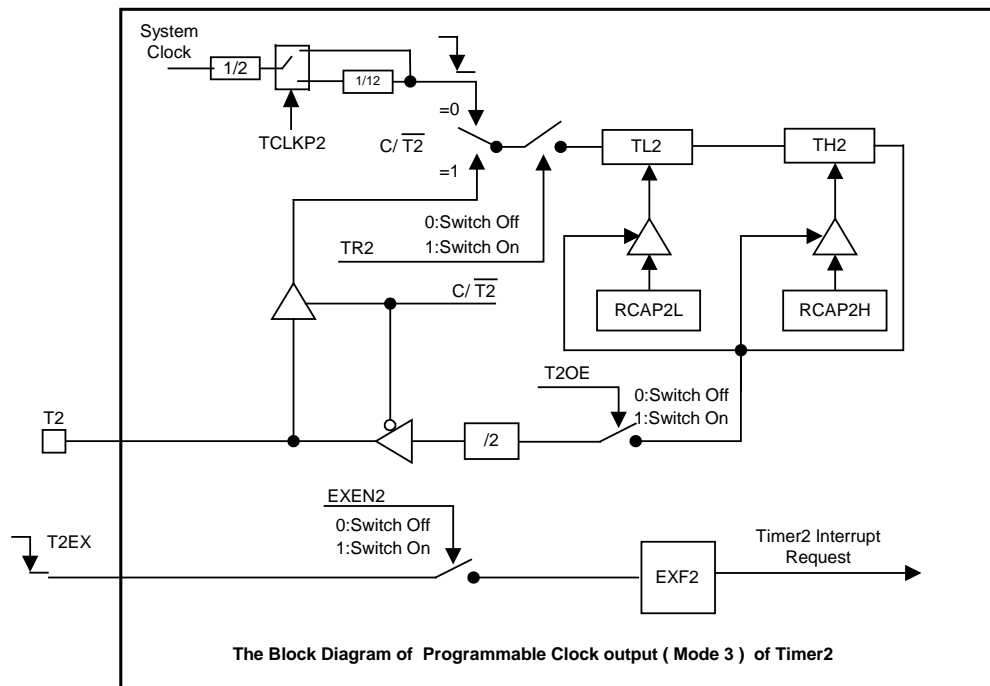 System
Clock
1/2
1/12
TCLKP2
=0
C/ T2
=1
TL2
TH2
0:Switch Off
1:Switch On
TR2
C/ T2
RCAP2L
RCAP2H
T2OE
0:Switch Off
1:Switch On
T2
/2
EXEN2
0:Switch Off
1:Switch On
T2EX
EXF2
Timer2 Interrupt
Request
The Block Diagram of Programmable Clock output ( Mode 3 ) of Timer2